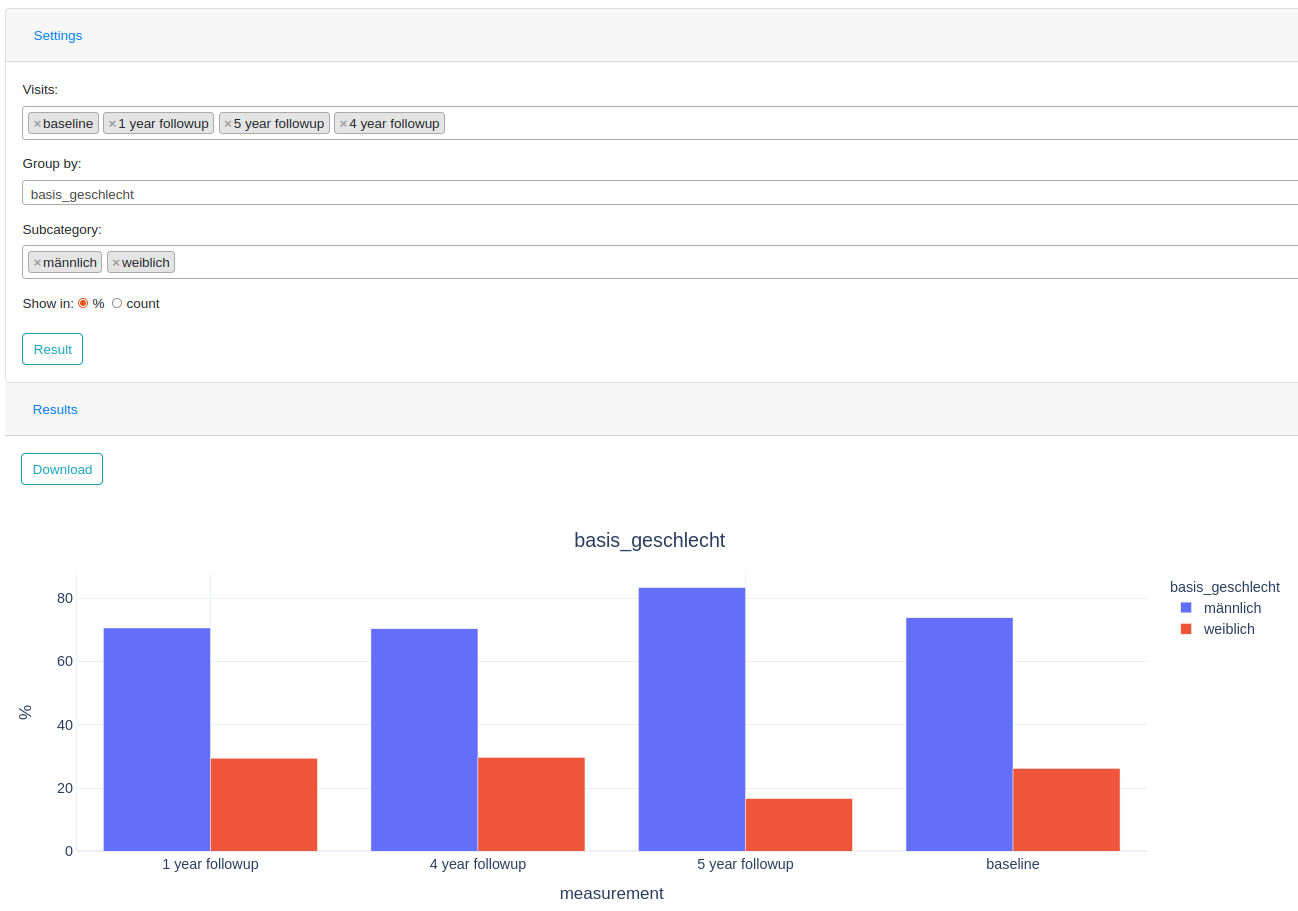 Settings
Visits:
×baseline ×1 year followup ×5 year followup ×4 year followup
Group by:
basis_geschlecht
Subcategory:
×männlich ×weiblich
Show in: % count
Result
Results
Download
basis_geschlecht
basis_geschlecht
männlich
weiblich
80
60
40
20
0
%
1 year followup 4 year followup 5 year followup baseline
measurement